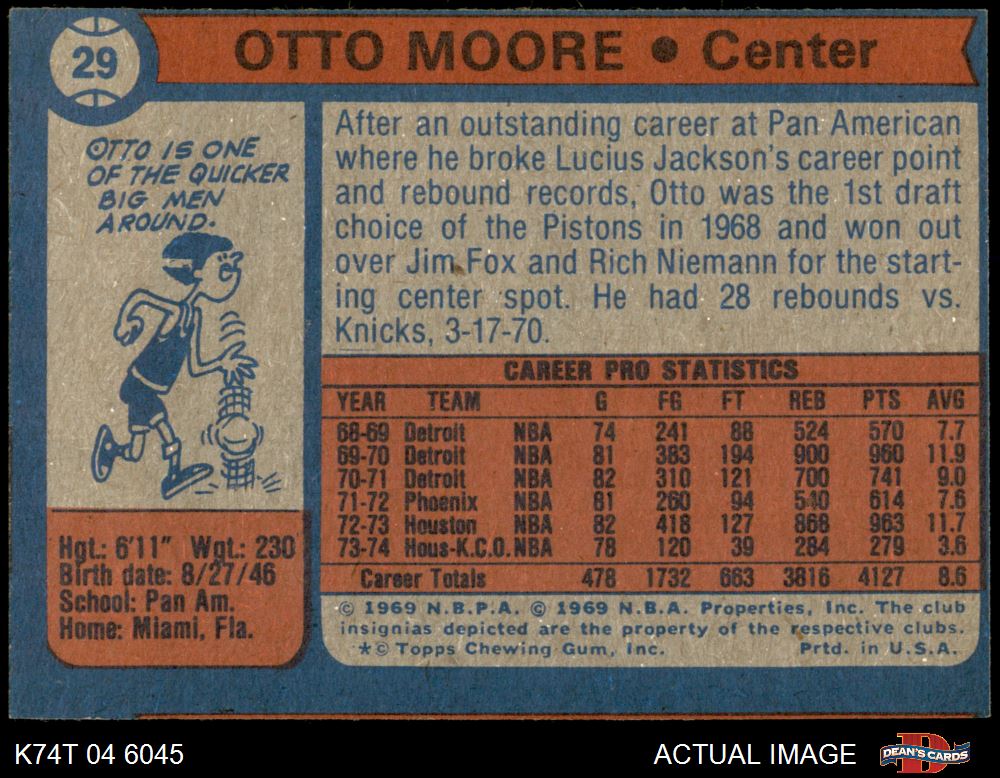 29
OTTO MOORE • Center
OTTO IS ONE
OF THE QUICKER
BIG MEN
AROUND.
After an outstanding career at Pan American
where he broke Lucius Jackson's career point
and rebound records, Otto was the 1st draft
choice of the Pistons in 1968 and won out
over Jim Fox and Rich Niemann for the start-
ing center spot. He had 28 rebounds vs.
Knicks, 3-17-70.
CAREER PRO STATISTICS
YEAR TEAM G FG FT REB PTS AVG
68-69 Detroit NBA 74 241 88 524 570 7.7
69-70 Detroit NBA 81 383 194 900 960 11.9
70-71 Detroit NBA 82 310 121 700 741 9.0
71-72 Phoenix NBA 81 260 94 540 614 7.6
72-73 Houston NBA 82 418 127 868 963 11.7
73-74 Hous-K.C.O. NBA 78 120 39 284 279 3.6
Career Totals 478 1732 663 3816 4127 8.6
Hgt.: 6'11" Wgt.: 230
Birth date: 8/27/46
School: Pan Am.
Home: Miami, Fla.
© 1969 N.B.P.A. © 1969 N.B.A. Properties, Inc. The club
insignias depicted are the property of the respective clubs.
*© Topps Chewing Gum, Inc. Prtd. in U.S.A.
K74T 04 6045
ACTUAL IMAGE
D
DEAN'S CARDS